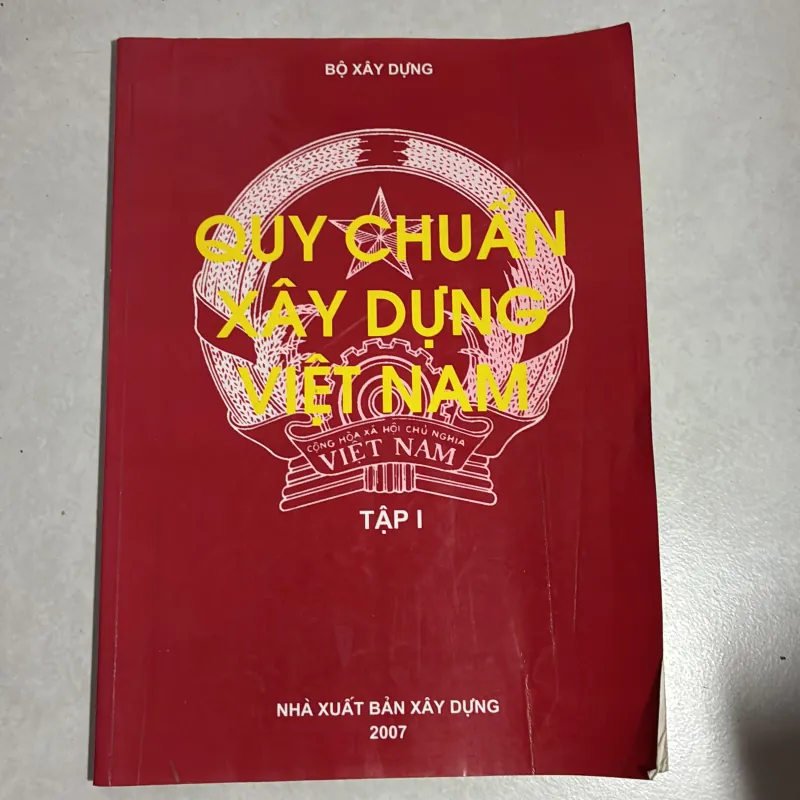 BỘ XÂY DỰNG
QUY CHUẨN
XÂY DỰNG
VIỆT NAM
CỘNG HÒA XÃ HỘI CHỦ NGHĨA
VIỆT NAM
TẬP I
NHÀ XUẤT BẢN XÂY DỰNG
2007